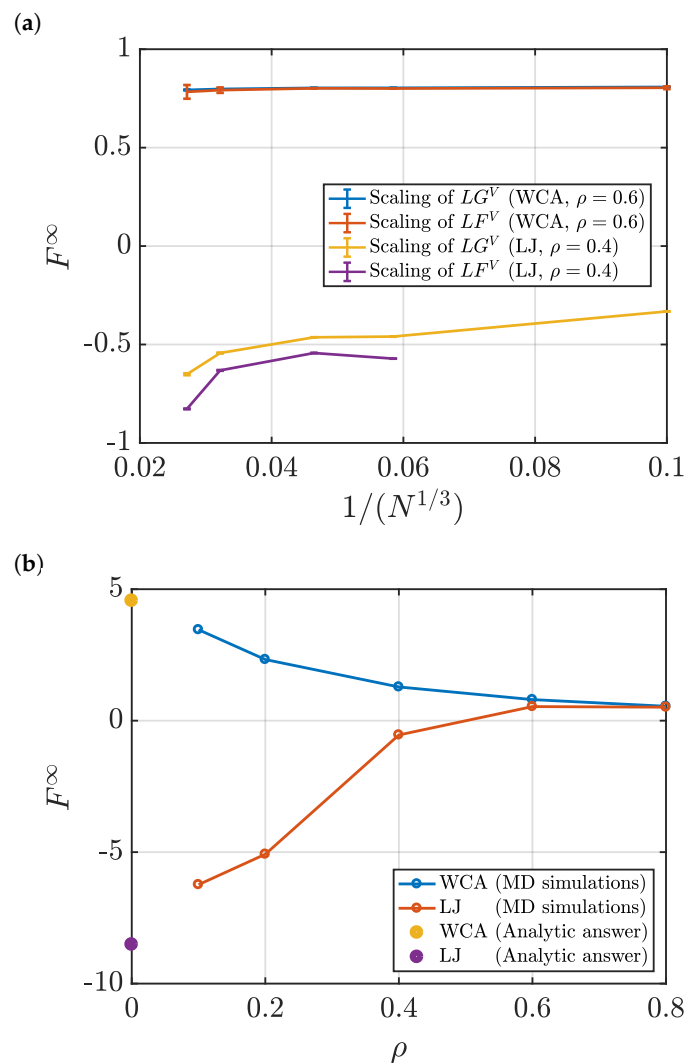 (a)
1
0.5
0
-0.5
-1
F∞
Scaling of LG^V (WCA, ρ = 0.6)
Scaling of LF^V (WCA, ρ = 0.6)
Scaling of LG^V (LJ, ρ = 0.4)
Scaling of LF^V (LJ, ρ = 0.4)
0.02 0.04 0.06 0.08 0.1
1/(N^{1/3})
(b)
5
0
-5
-10
F∞
WCA (MD simulations)
LJ (MD simulations)
WCA (Analytic answer)
LJ (Analytic answer)
0 0.2 0.4 0.6 0.8
ρ